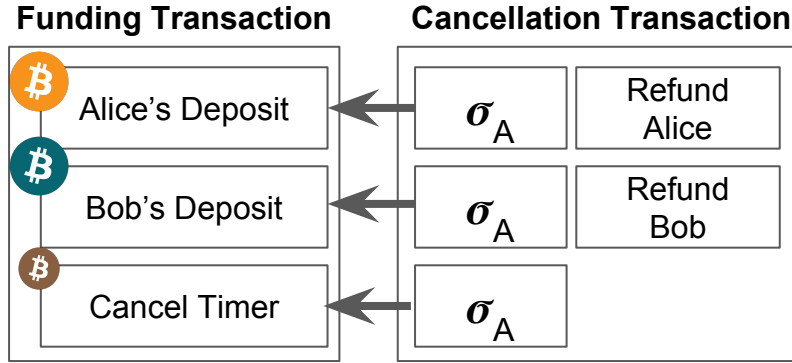 Funding Transaction
Cancellation Transaction
Alice's Deposit
σA
Refund
Alice
Bob's Deposit
σA
Refund
Bob
Cancel Timer
σA